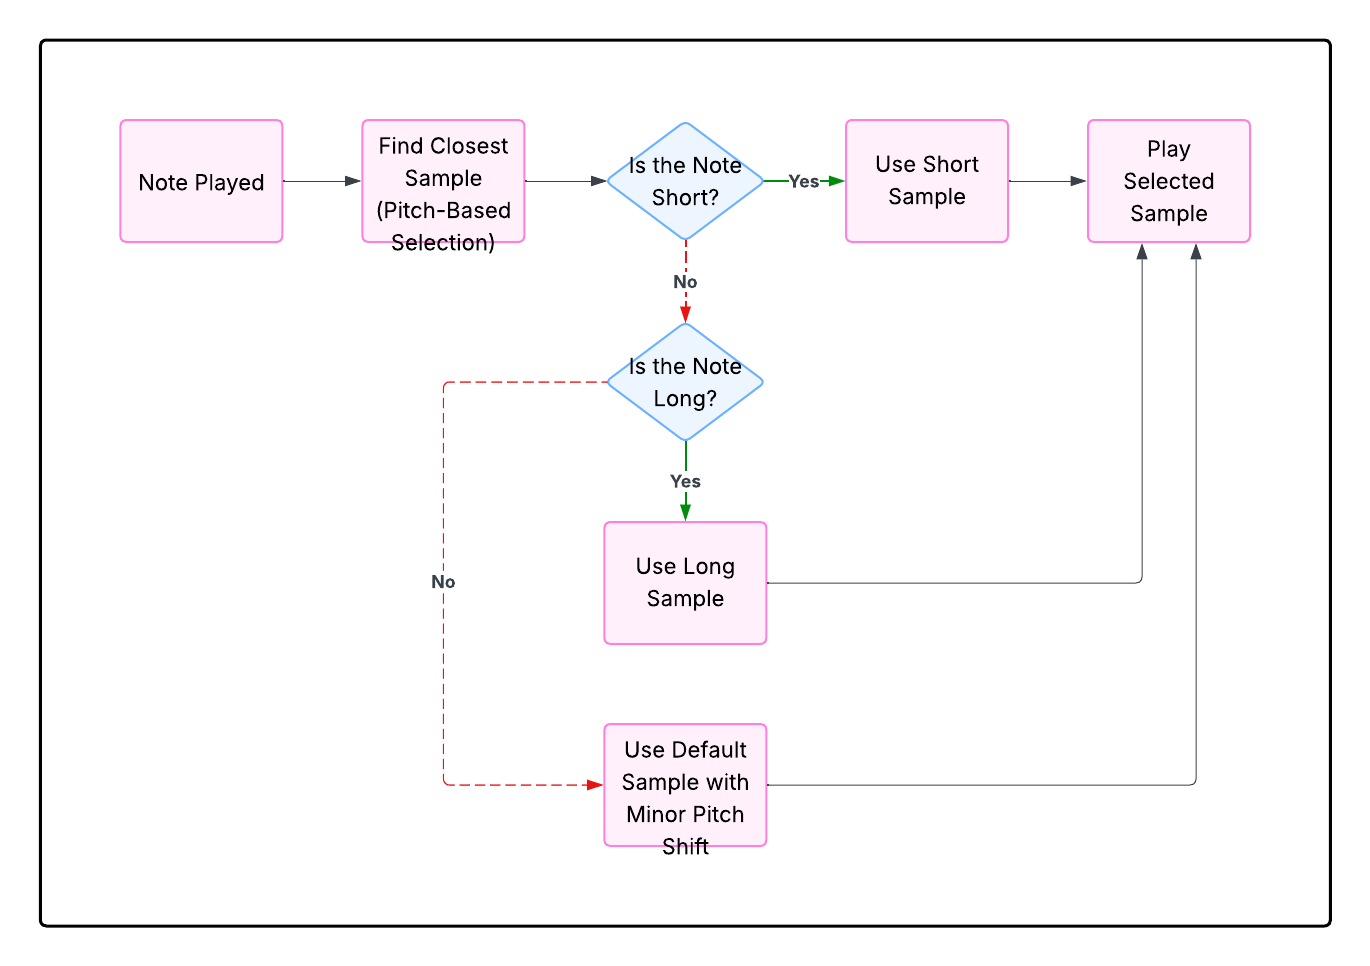 Note Played
Find Closest
Sample
(Pitch-Based
Selection)
Is the Note
Short?
Yes
Use Short
Sample
Play
Selected
Sample
No
Is the Note
Long?
Yes
Use Long
Sample
No
Use Default
Sample with
Minor Pitch
Shift